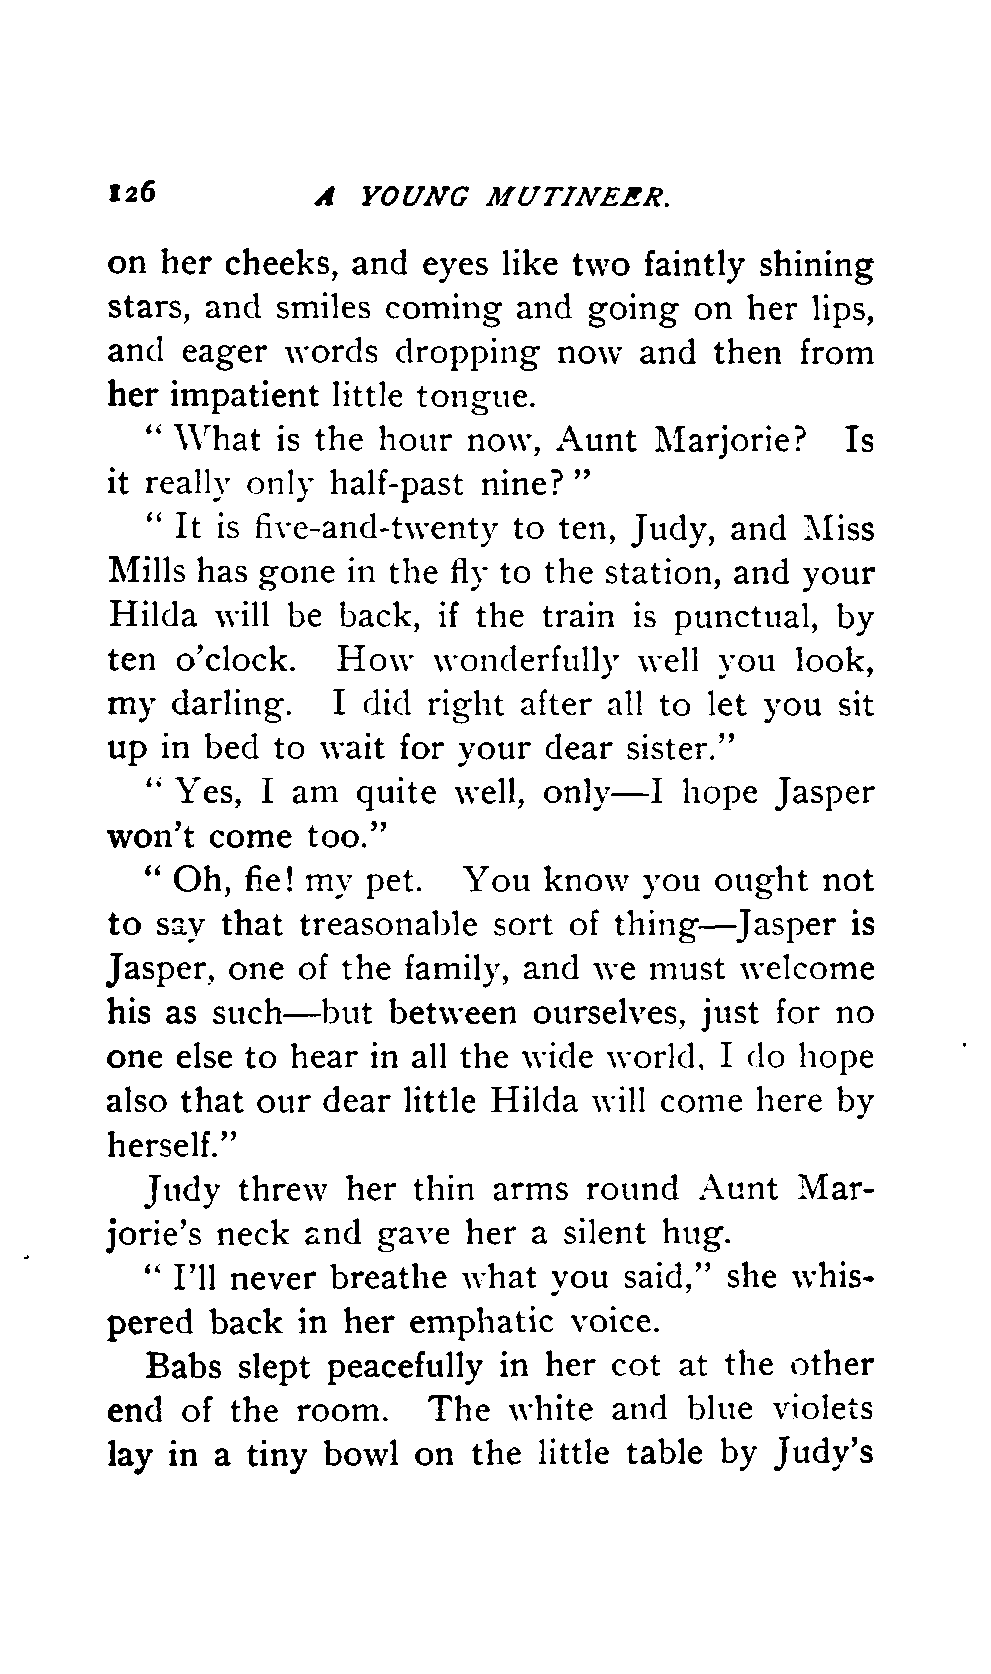 126 A YOUNG MUTINEER.
on her cheeks, and eyes like two faintly shining
stars, and smiles coming and going on her lips,
and eager words dropping now and then from
her impatient little tongue.
“ What is the hour now, Aunt Marjorie? Is
it really only half-past nine? ”
“ It is five-and-twenty to ten, Judy, and Miss
Mills has gone in the fly to the station, and your
Hilda will be back, if the train is punctual, by
ten o’clock. How wonderfully well you look,
my darling. I did right after all to let you sit
up in bed to wait for your dear sister.”
“ Yes, I am quite well, only—I hope Jasper
won’t come too.”
“ Oh, fie! my pet. You know you ought not
to say that treasonable sort of thing—Jasper is
Jasper, one of the family, and we must welcome
his as such—but between ourselves, just for no
one else to hear in all the wide world, I do hope
also that our dear little Hilda will come here by
herself.”
Judy threw her thin arms round Aunt Mar-
jorie’s neck and gave her a silent hug.
“ I’ll never breathe what you said,” she whis-
pered back in her emphatic voice.
Babs slept peacefully in her cot at the other
end of the room. The white and blue violets
lay in a tiny bowl on the little table by Judy’s